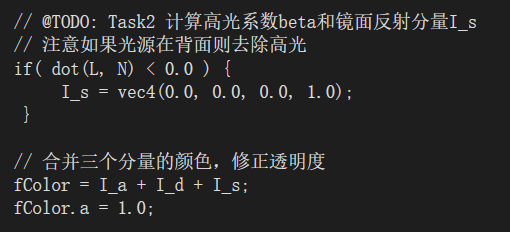 // @TODO: Task2 计算高光系数beta和镜面反射分量I_s
// 注意如果光源在背面则去除高光
if( dot(L, N) < 0.0 ) {
    I_s = vec4(0.0, 0.0, 0.0, 1.0);
 }

// 合并三个分量的颜色，修正透明度
fColor = I_a + I_d + I_s;
fColor.a = 1.0;